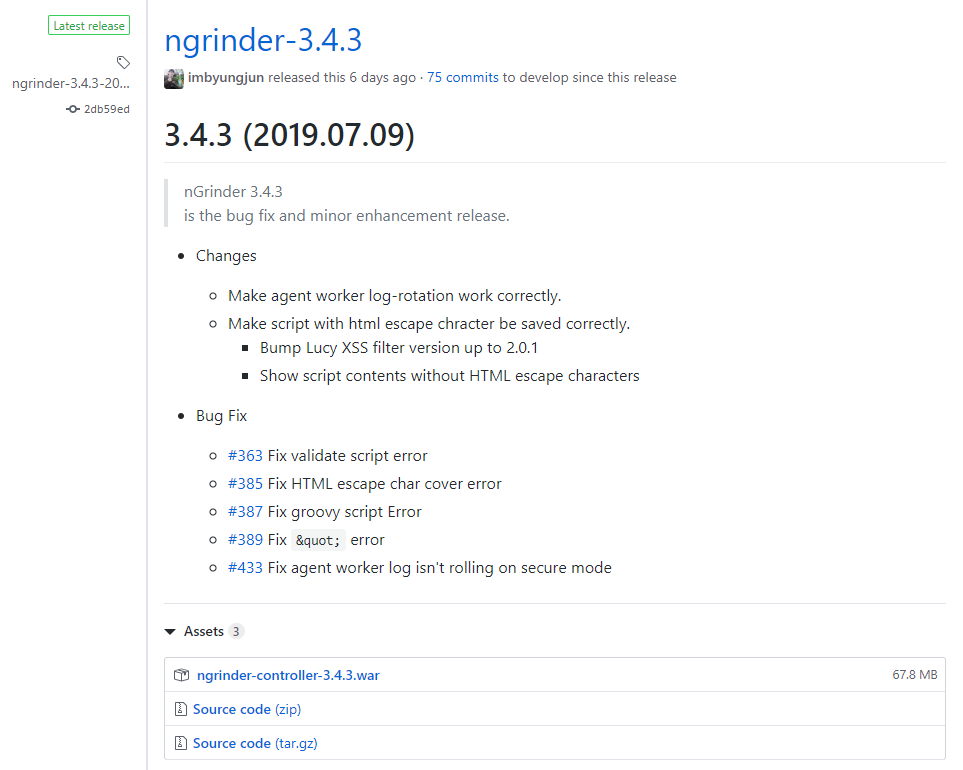 Latest release
ngrinder-3.4.3-20...
2db59ed
ngrinder-3.4.3
imbyungjun released this 6 days ago · 75 commits to develop since this release
3.4.3 (2019.07.09)
nGrinder 3.4.3
is the bug fix and minor enhancement release.
Changes
Make agent worker log-rotation work correctly.
Make script with html escape chracter be saved correctly.
Bump Lucy XSS filter version up to 2.0.1
Show script contents without HTML escape characters
Bug Fix
#363 Fix validate script error
#385 Fix HTML escape char cover error
#387 Fix groovy script Error
#389 Fix &quot; error
#433 Fix agent worker log isn't rolling on secure mode
Assets 3
ngrinder-controller-3.4.3.war 67.8 MB
Source code (zip)
Source code (tar.gz)